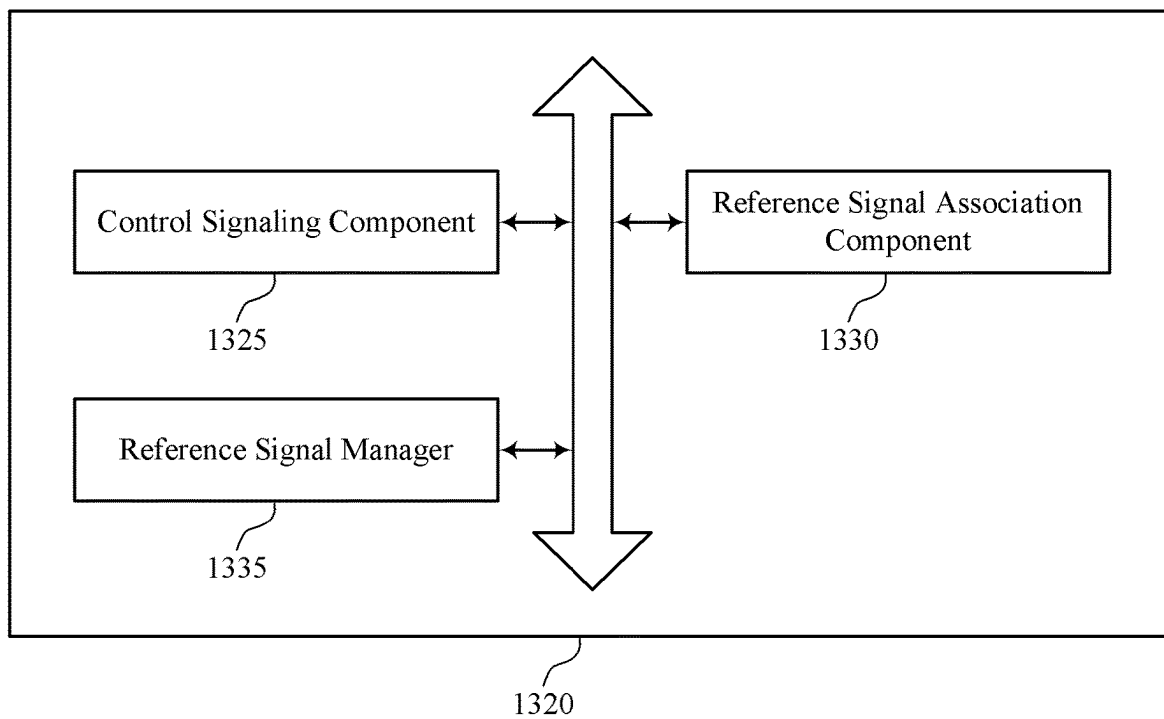 Control Signaling Component
Reference Signal Association
Component
1325
1330
Reference Signal Manager
1335
1320